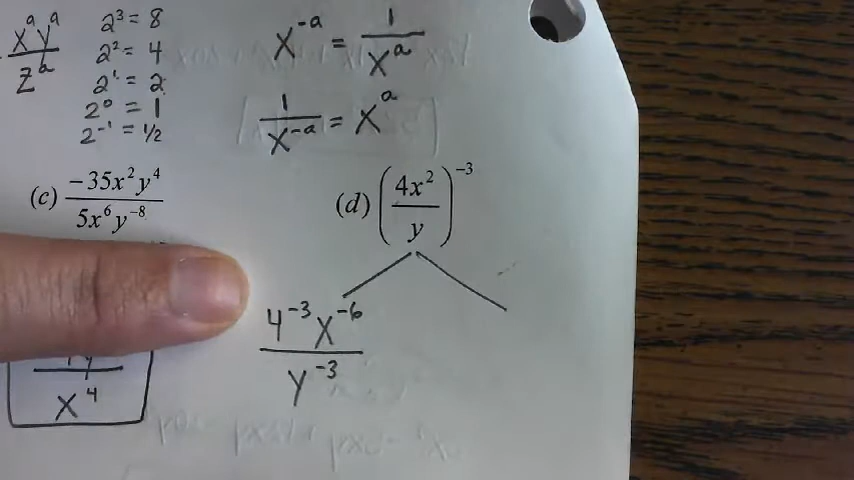 x^a y^a / z^a
2^3 = 8
2^2 = 4
2^1 = 2
2^0 = 1
2^-1 = 1/2
x^-a = 1 / x^a
1 / x^-a = x^a
(c) -35x^2y^4 / 5x^6y^-8
(d) (4x^2 / y)^-3
4^-3 x^-6 / y^-3
x^4